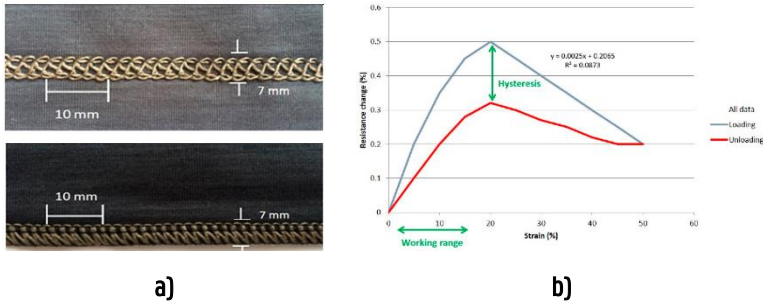 10 mm
7 mm
10 mm
7 mm
a)
0.6
0.5
0.4
0.3
0.2
0.1
0
Resistance change (%)
y = 0.0025x + 0.2065
R² = 0.0873
Hysteresis
All data
Loading
Unloading
0 10 20 30 40 50 60
Working range
Strain (%)
b)